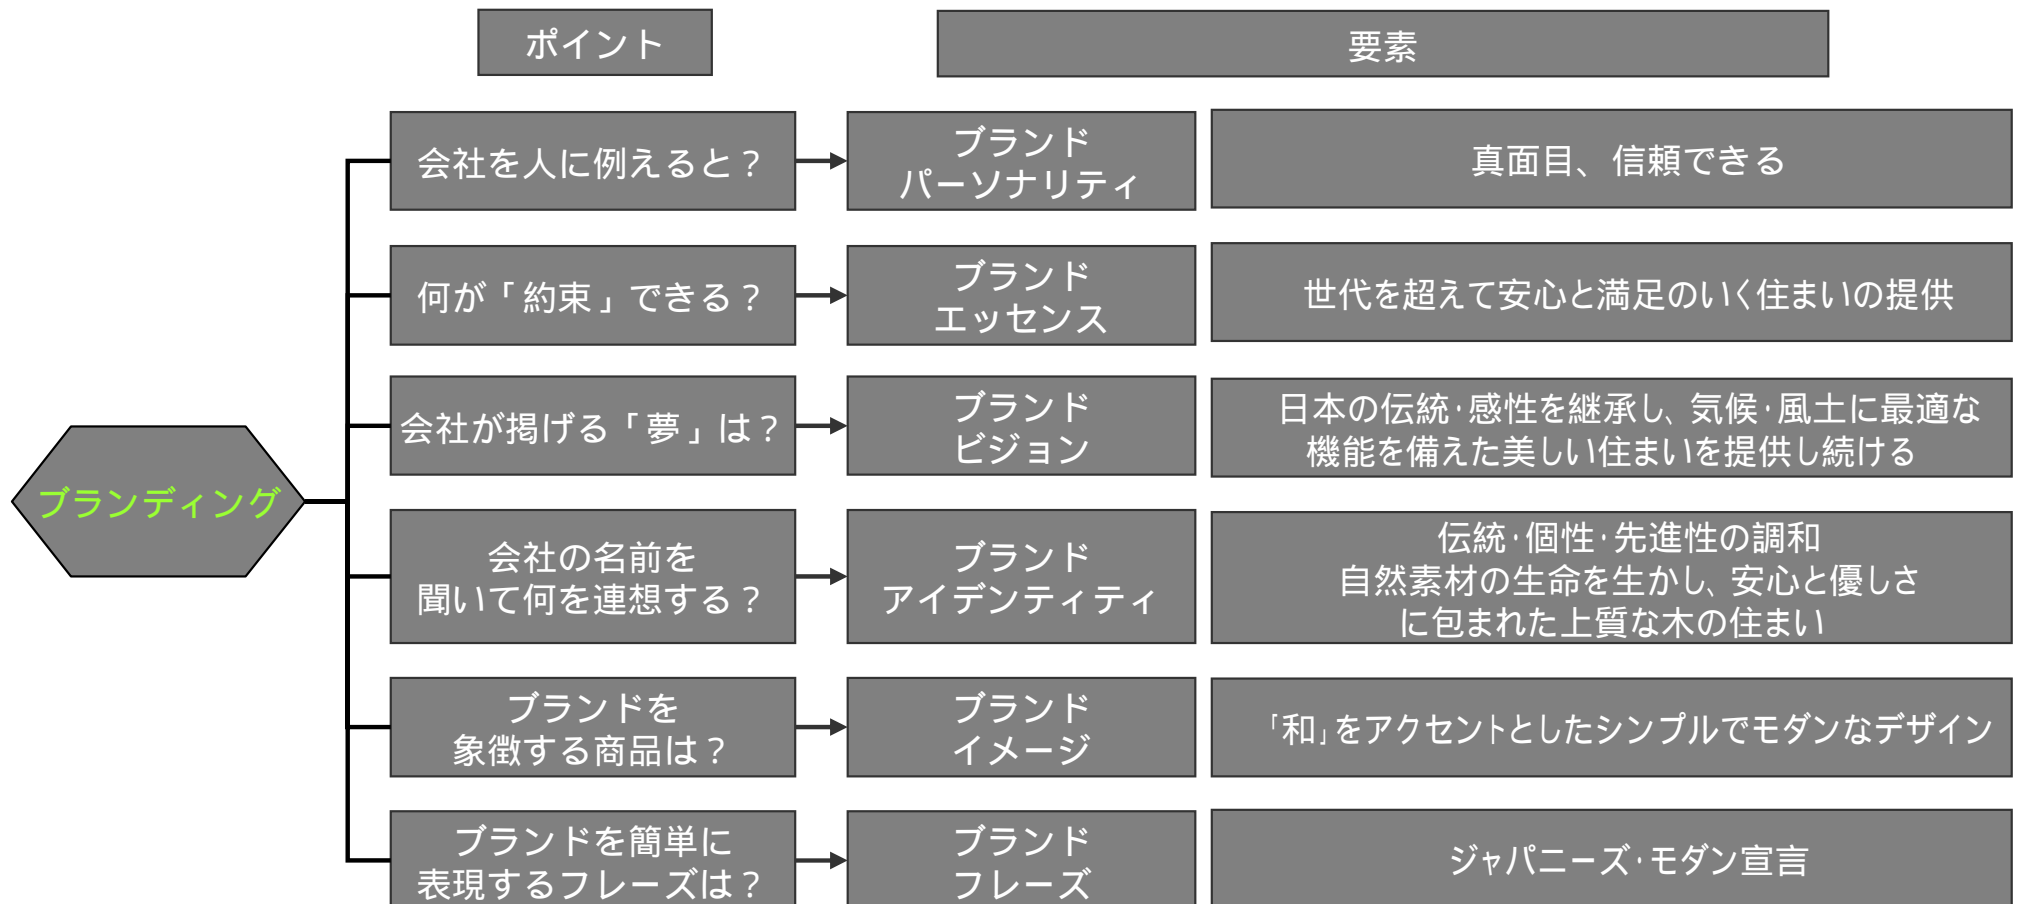 ポイント
要素
会社を人に例えると？
ブランド
パーソナリティ
真面目、信頼できる
何が「約束」できる？
ブランド
エッセンス
世代を超えて安心と満足のいく住まいの提供
会社が掲げる「夢」は？
ブランド
ビジョン
日本の伝統・感性を継承し、気候・風土に最適な
機能を備えた美しい住まいを提供し続ける
ブランディング
会社の名前を
聞いて何を連想する？
ブランド
アイデンティティ
伝統・個性・先進性の調和
自然素材の生命を生かし、安心と優しさ
に包まれた上質な木の住まい
ブランドを
象徴する商品は？
ブランド
イメージ
「和」をアクセントとしたシンプルでモダンなデザイン
ブランドを簡単に
表現するフレーズは？
ブランド
フレーズ
ジャパニーズ・モダン宣言